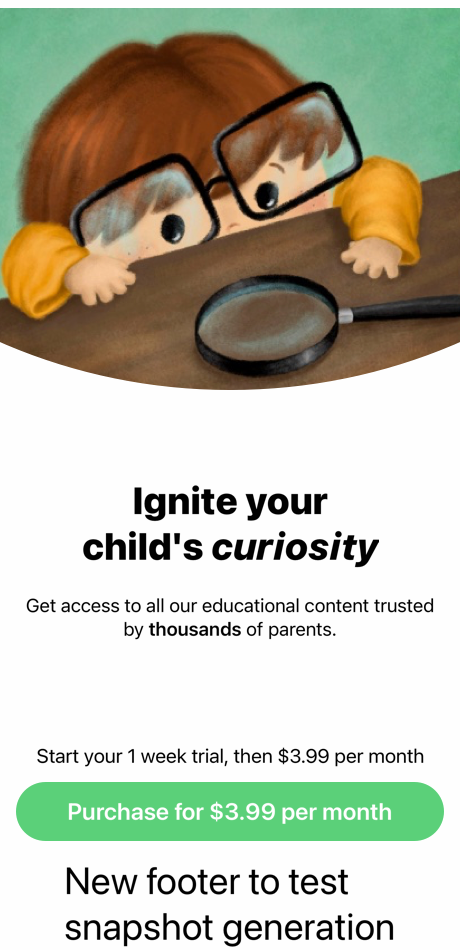 Ignite your
child's curiosity
Get access to all our educational content trusted
by thousands of parents.
Start your 1 week trial, then $3.99 per month
Purchase for $3.99 per month
New footer to test
snapshot generation